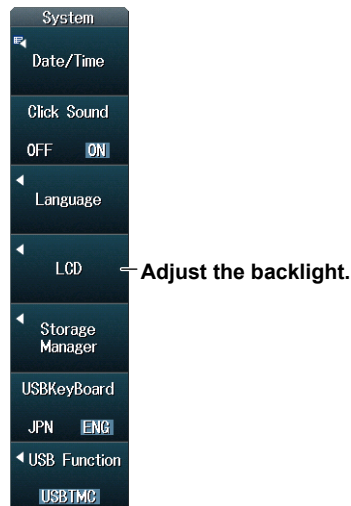 System
Date/Time
Click Sound
OFF ON
Language
LCD
Adjust the backlight.
Storage
Manager
USBKeyBoard
JPN ENG
USB Function
USBTMC